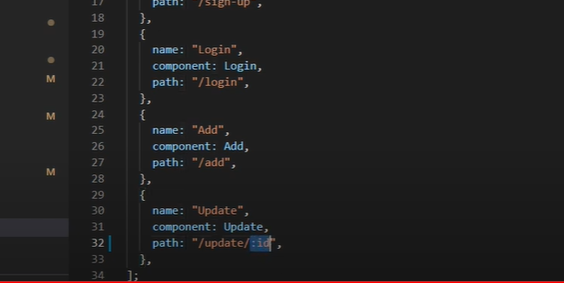 17 path: "/sign-up",
18 },
19 {
M 20 name: "Login",
21 component: Login,
22 path: "/login",
23 },
24 {
M 25 name: "Add",
26 component: Add,
27 path: "/add",
28 },
M 29 {
30 name: "Update",
31 component: Update,
32 path: "/update/:id",
33 },
34 ];